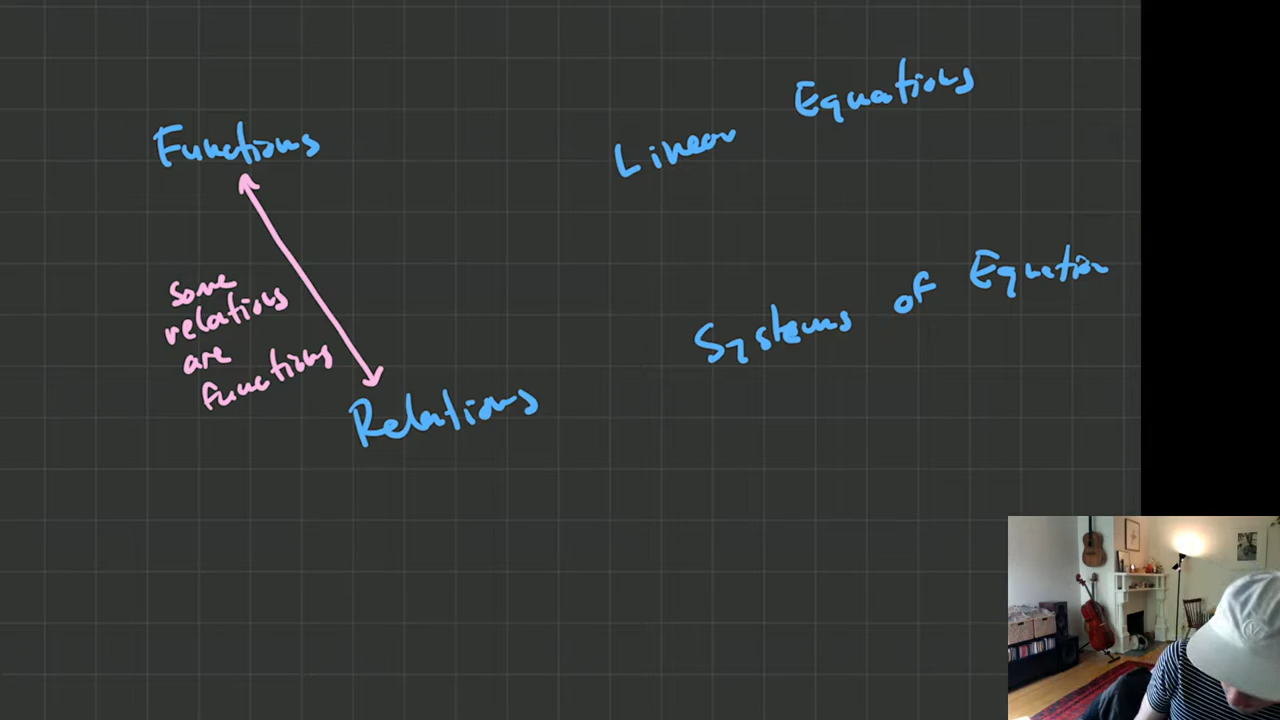 Functions
Linear Equations
some
relations
are
functions
Relations
Systems of Equation